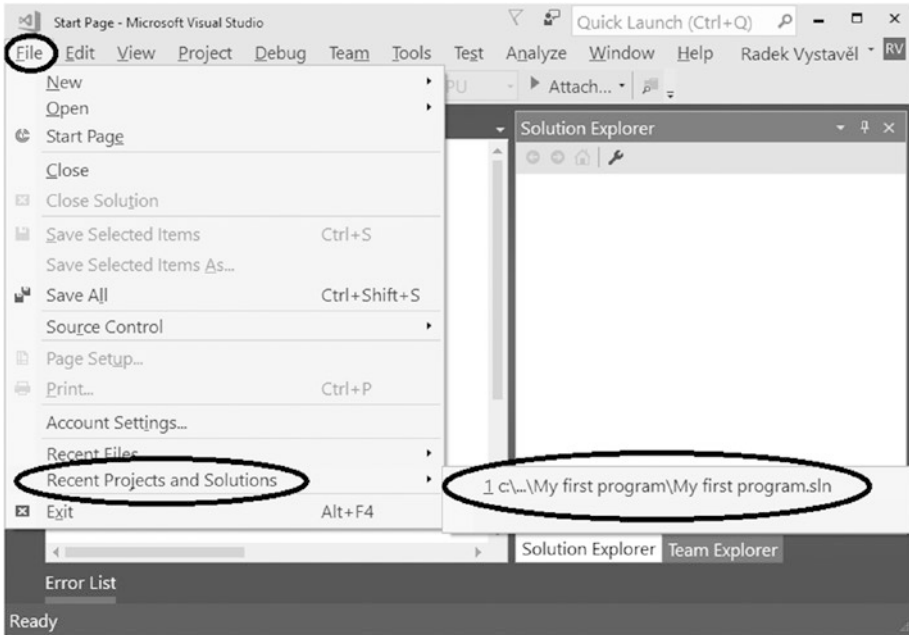 Start Page - Microsoft Visual Studio
Quick Launch (Ctrl+Q)
File Edit View Project Debug Team Tools Test Analyze Window Help Radek Vystavěl RV
PU Attach...
New
Open
Start Page
Close
Close Solution
Save Selected Items Ctrl+S
Save Selected Items As...
Save All Ctrl+Shift+S
Source Control
Page Setup...
Print... Ctrl+P
Account Settings...
Recent Files
Recent Projects and Solutions
Exit Alt+F4
1 c\...\My first program\My first program.sln
Solution Explorer
Solution Explorer Team Explorer
Error List
Ready